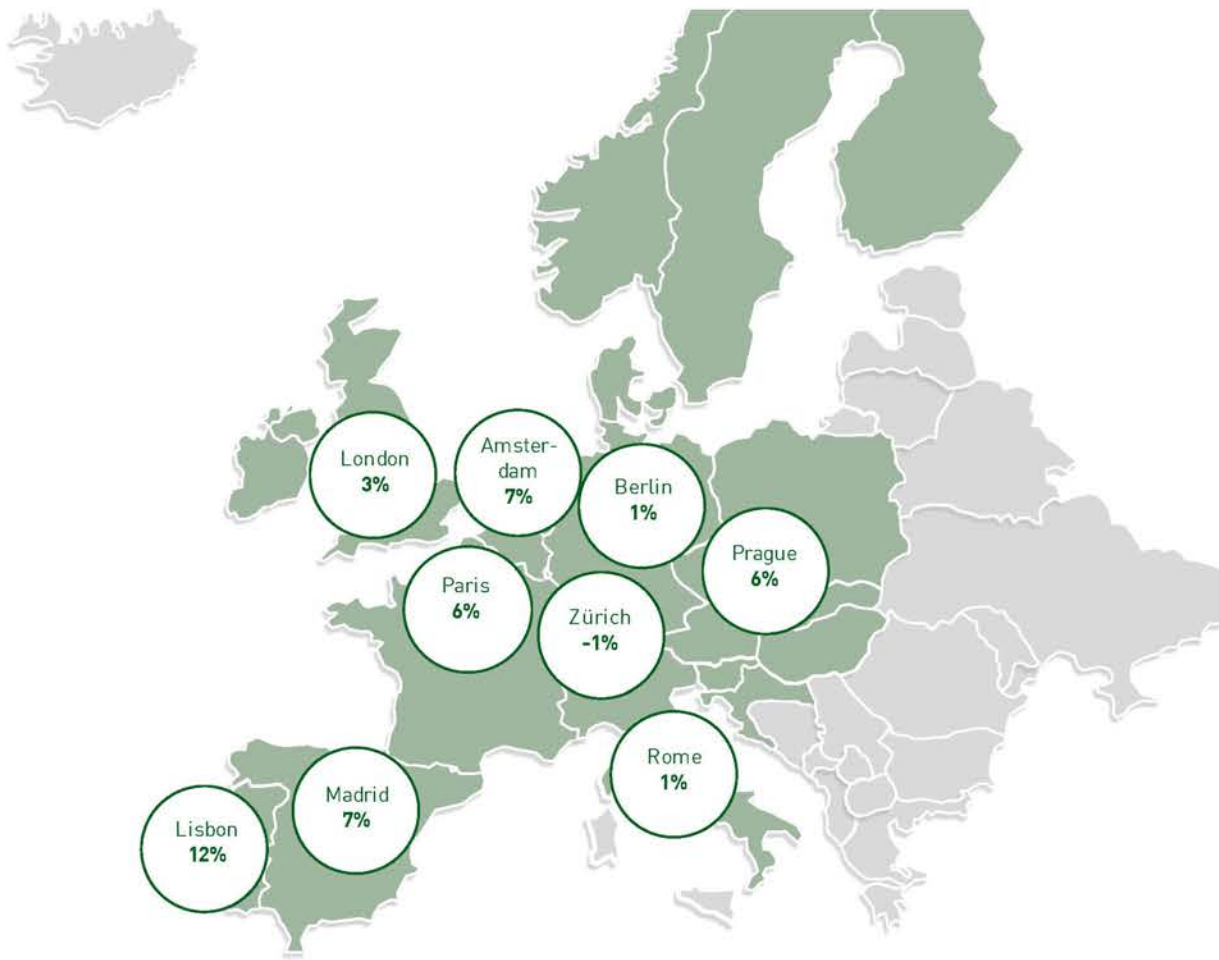 London
3%
Amster-
dam
7%
Berlin
1%
Prague
6%
Paris
6%
Zürich
-1%
Rome
1%
Madrid
7%
Lisbon
12%